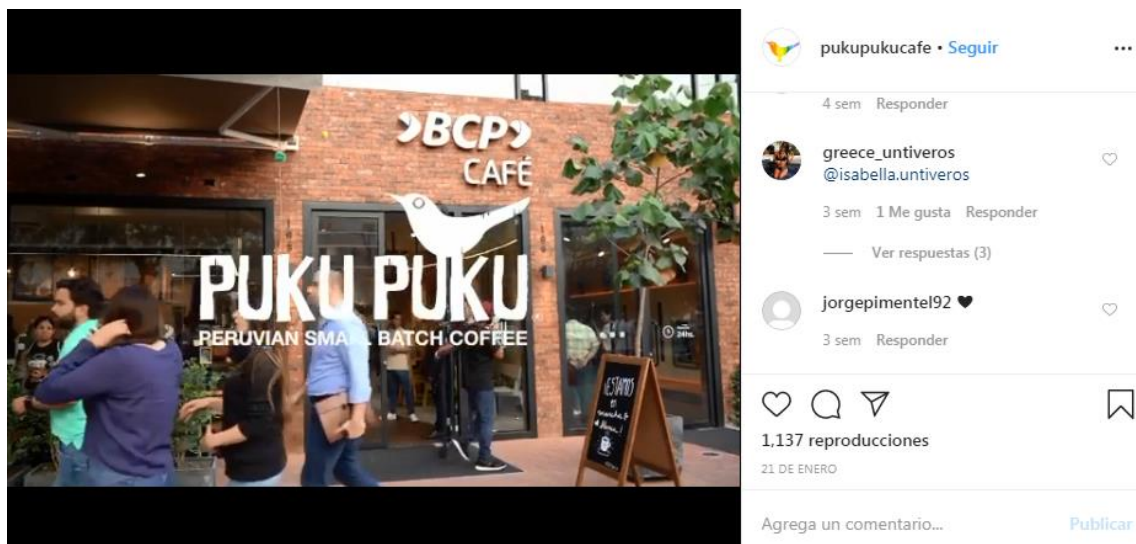 BCP
CAFÉ
PUKU PUKU
PERUVIAN SMALL BATCH COFFEE
24hs.
¡ESTAMOS
pukupukucafe • Seguir
4 sem Responder
greece_untiveros
@isabella.untiveros
3 sem 1 Me gusta Responder
Ver respuestas (3)
jorgepimentel92 🖤
3 sem Responder
1,137 reproducciones
21 DE ENERO
Agrega un comentario... Publicar